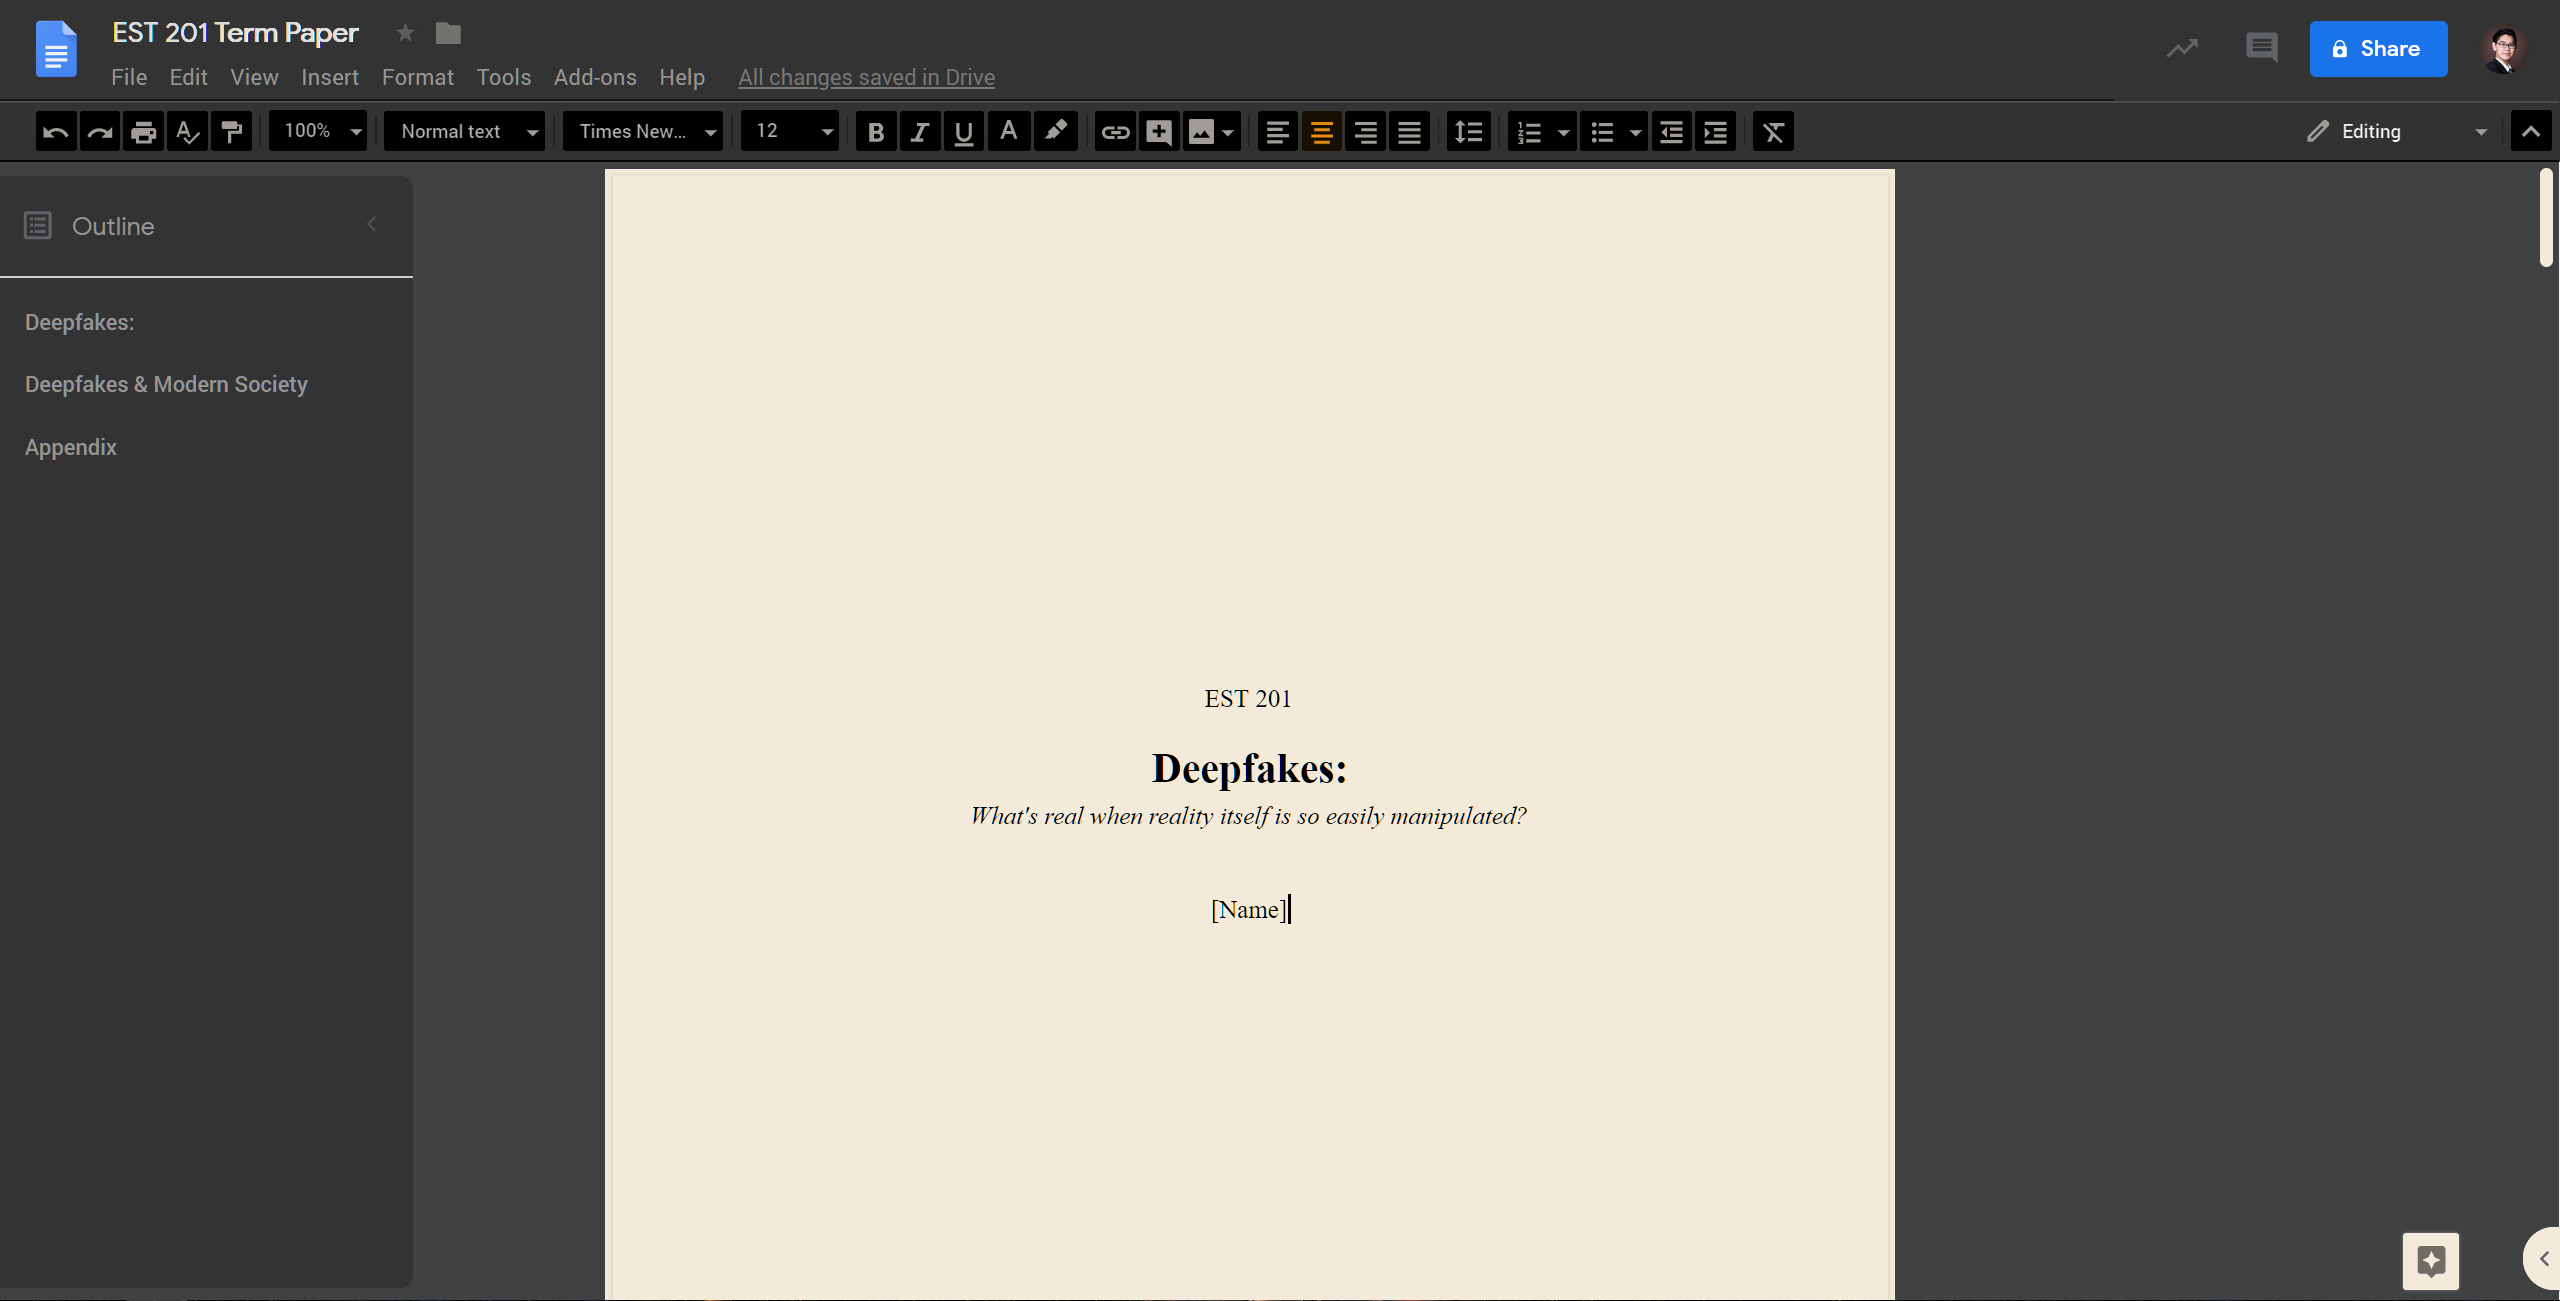 EST 201 Term Paper
File Edit View Insert Format Tools Add-ons Help All changes saved in Drive
Share
100% Normal text Times New... 12 B I U A Editing
Outline
Deepfakes:
Deepfakes & Modern Society
Appendix
EST 201
Deepfakes:
What's real when reality itself is so easily manipulated?
[Name]